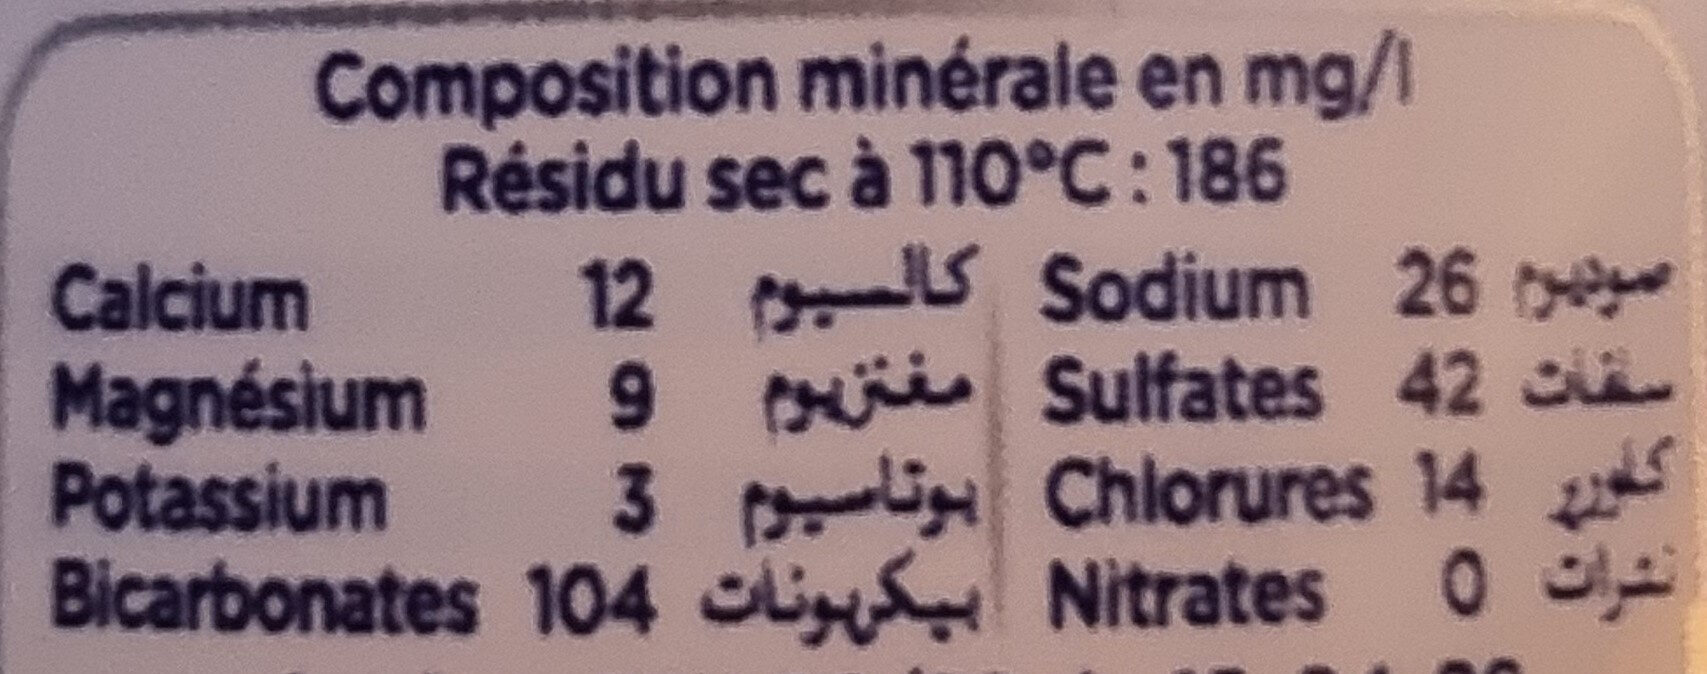 Composition minérale en mg/l
Résidu sec à 110°C : 186
Calcium 12 كالسيوم Sodium 26 صوديوم
Magnésium 9 مغنزيوم Sulfates 42 سلفات
Potassium 3 بوتاسيوم Chlorures 14 كلورور
Bicarbonates 104 بيكربونات Nitrates 0 نترات